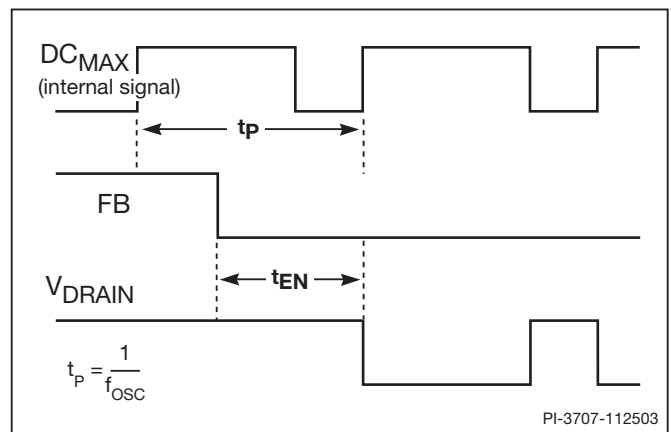 DCMAX
(internal signal)
tP
FB
tEN
VDRAIN
tP = 1/fOSC
PI-3707-112503